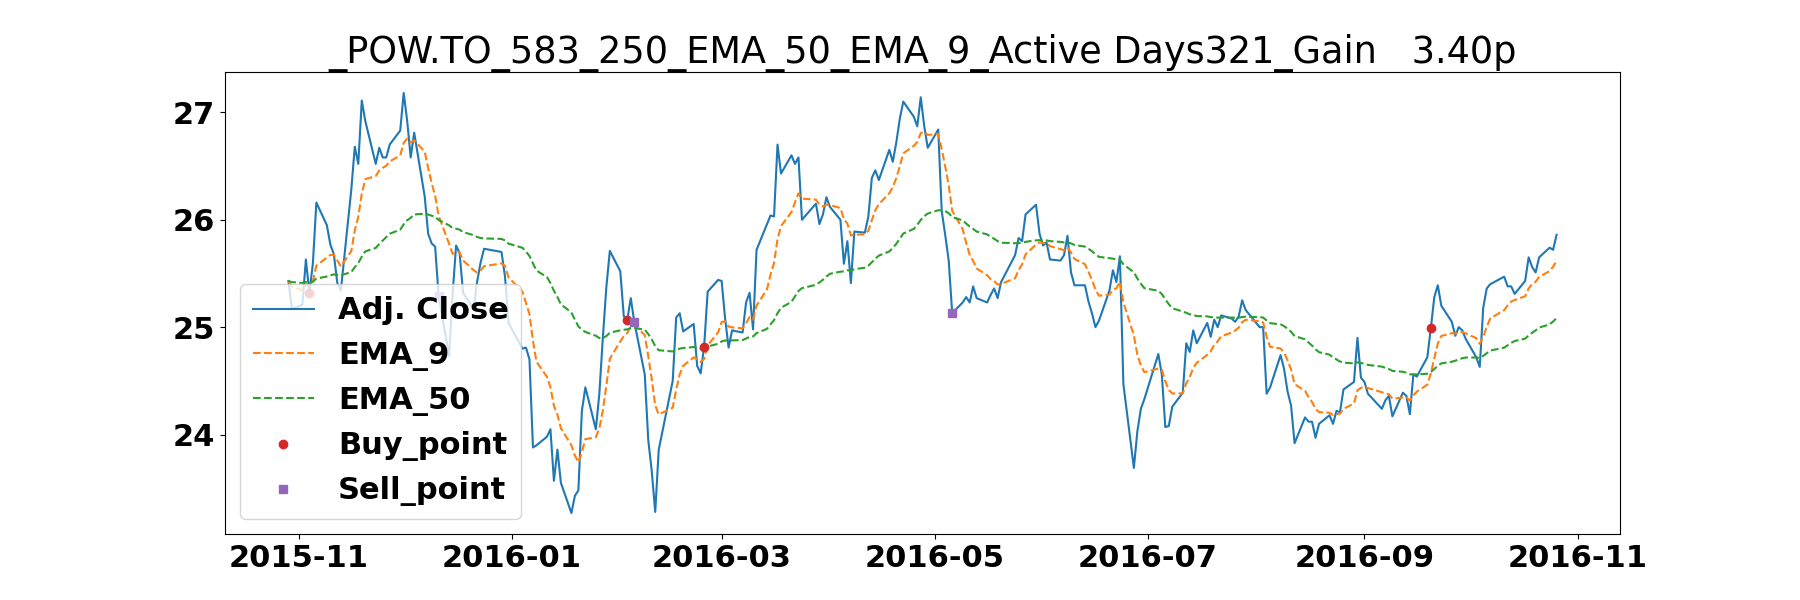 _POW.TO_583_250_EMA_50_EMA_9_Active Days321_Gain   3.40p
27
26
25
24
Adj. Close
EMA_9
EMA_50
Buy_point
Sell_point
2015-11 2016-01 2016-03 2016-05 2016-07 2016-09 2016-11